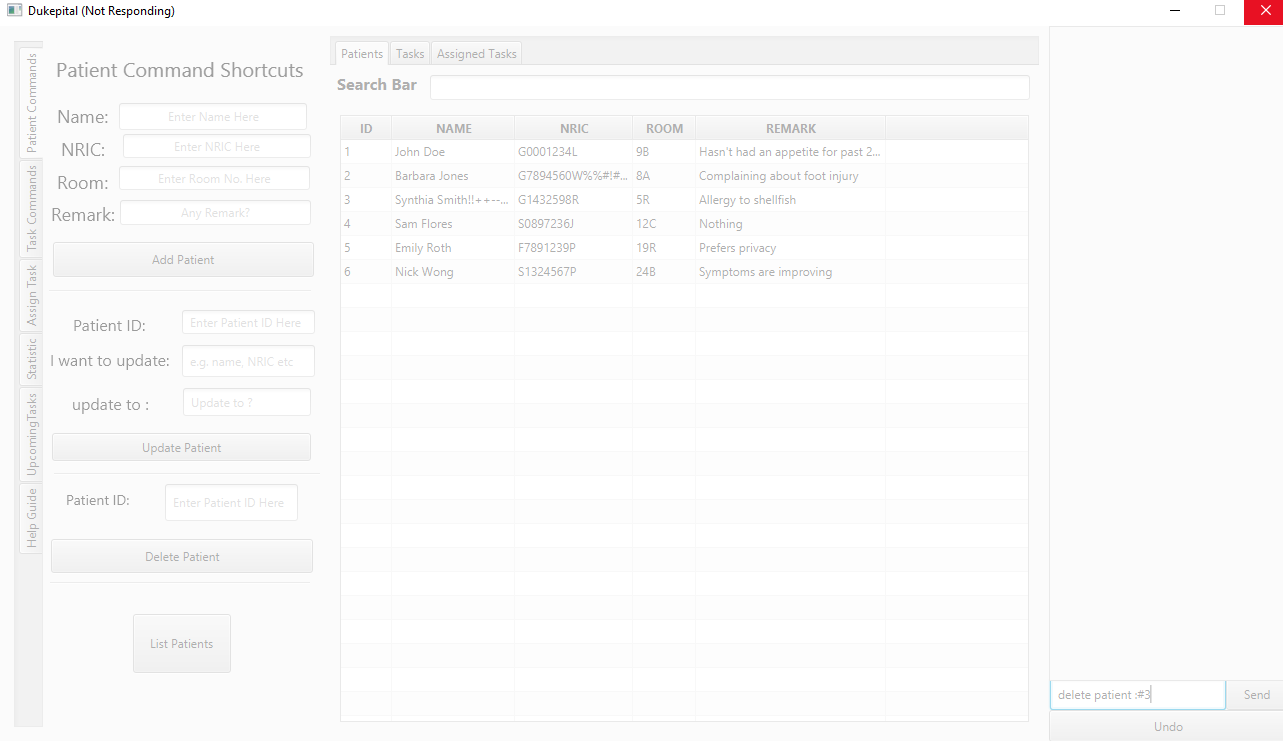 Dukepital (Not Responding)
Patient Commands
Task Commands
Assign Task
Statistic
UpcomingTasks
Help Guide
Patient Command Shortcuts
Name: Enter Name Here
NRIC: Enter NRIC Here
Room: Enter Room No. Here
Remark: Any Remark?
Add Patient
Patient ID: Enter Patient ID Here
I want to update: e.g. name, NRIC etc
update to : Update to ?
Update Patient
Patient ID: Enter Patient ID Here
Delete Patient
List Patients
Patients Tasks Assigned Tasks
Search Bar
ID NAME NRIC ROOM REMARK
1 John Doe G0001234L 9B Hasn't had an appetite for past 2...
2 Barbara Jones G7894560W%%#!#... 8A Complaining about foot injury
3 Synthia Smith!!++--... G1432598R 5R Allergy to shellfish
4 Sam Flores S0897236J 12C Nothing
5 Emily Roth F7891239P 19R Prefers privacy
6 Nick Wong S1324567P 24B Symptoms are improving
delete patient :#3 Send
Undo